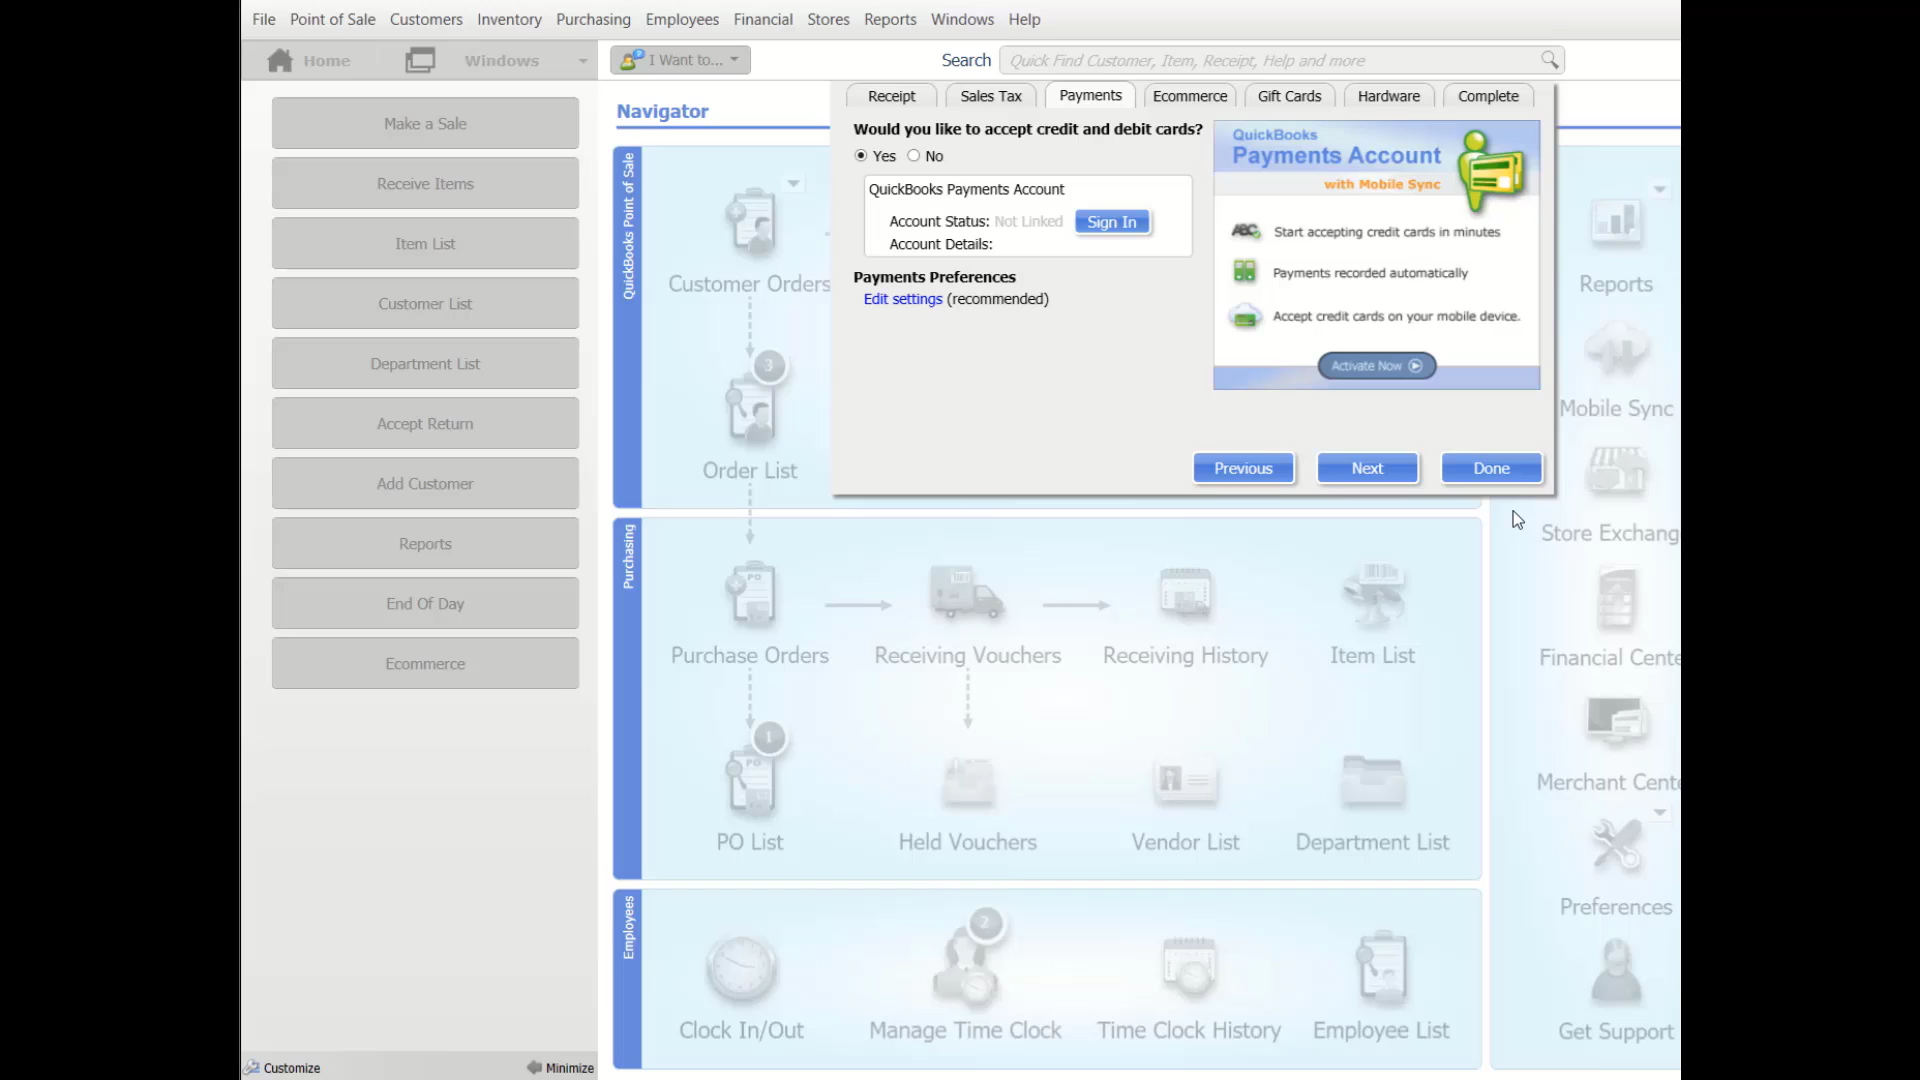 File Point of Sale Customers Inventory Purchasing Employees Financial Stores Reports Windows Help
Home Windows I Want to... Search Quick Find Customer, Item, Receipt, Help and more
Make a Sale
Receive Items
Item List
Customer List
Department List
Accept Return
Add Customer
Reports
End Of Day
Ecommerce
Customize Minimize
Navigator
Receipt Sales Tax Payments Ecommerce Gift Cards Hardware Complete
Would you like to accept credit and debit cards?
Yes No
QuickBooks Payments Account
Account Status: Not Linked Sign In
Account Details:
Payments Preferences
Edit settings (recommended)
QuickBooks
Payments Account
with Mobile Sync
ABC
Start accepting credit cards in minutes
Payments recorded automatically
Accept credit cards on your mobile device.
Activate Now
Previous Next Done
QuickBooks Point of Sale
Customer Orders
3
Order List
Purchasing
PO
Purchase Orders Receiving Vouchers Receiving History Item List
1
PO
PO List Held Vouchers Vendor List Department List
Employees
2
Clock In/Out Manage Time Clock Time Clock History Employee List
Reports
Mobile Sync
Store Exchang
Financial Cente
Merchant Cente
Preferences
Get Support